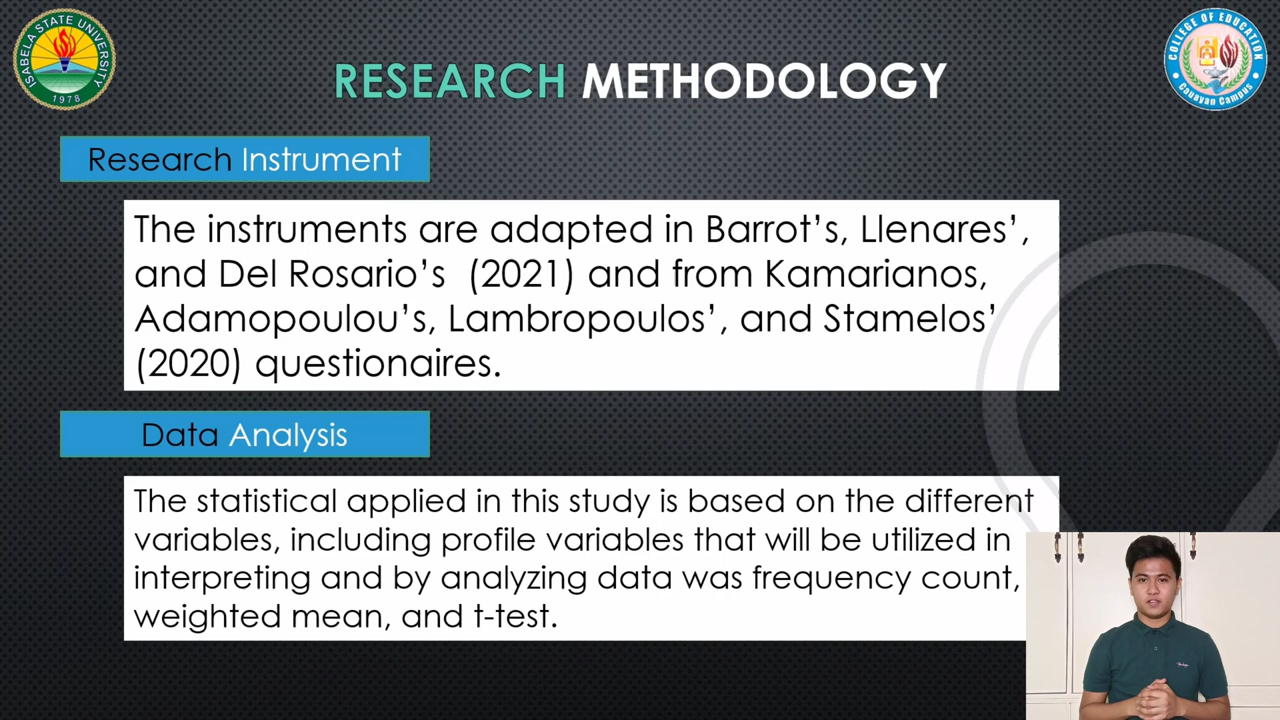 ISABELA STATE UNIVERSITY
1978
COLLEGE OF EDUCATION
Cauayan Campus
RESEARCH METHODOLOGY
Research Instrument
The instruments are adapted in Barrot’s, Llenares’,
and Del Rosario’s (2021) and from Kamarianos,
Adamopoulou’s, Lambropoulos’, and Stamelos’
(2020) questionaires.
Data Analysis
The statistical applied in this study is based on the different
variables, including profile variables that will be utilized in
interpreting and by analyzing data was frequency count,
weighted mean, and t-test.